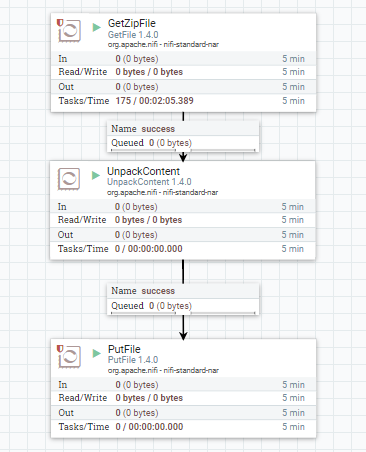 GetZipFile
GetFile 1.4.0
org.apache.nifi - nifi-standard-nar
In 0 (0 bytes) 5 min
Read/Write 0 bytes / 0 bytes 5 min
Out 0 (0 bytes) 5 min
Tasks/Time 175 / 00:02:05.389 5 min
Name success
Queued 0 (0 bytes)
UnpackContent
UnpackContent 1.4.0
org.apache.nifi - nifi-standard-nar
In 0 (0 bytes) 5 min
Read/Write 0 bytes / 0 bytes 5 min
Out 0 (0 bytes) 5 min
Tasks/Time 0 / 00:00:00.000 5 min
Name success
Queued 0 (0 bytes)
PutFile
PutFile 1.4.0
org.apache.nifi - nifi-standard-nar
In 0 (0 bytes) 5 min
Read/Write 0 bytes / 0 bytes 5 min
Out 0 (0 bytes) 5 min
Tasks/Time 0 / 00:00:00.000 5 min